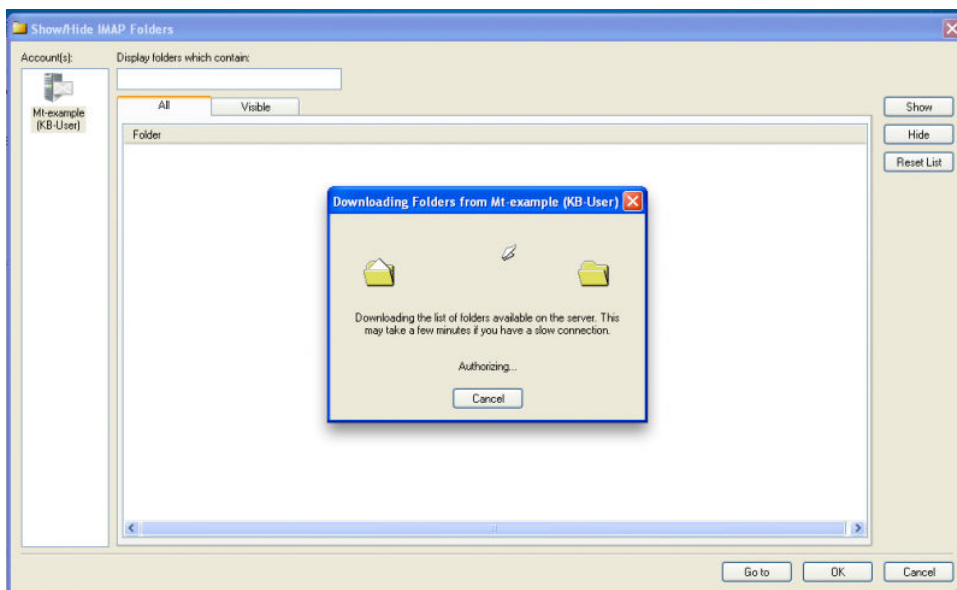 Show/Hide IMAP Folders
Account(s):
Display folders which contain:
Mt-example
(KB-User)
All
Visible
Show
Hide
Reset List
Folder
Downloading Folders from Mt-example (KB-User)
Downloading the list of folders available on the server. This
may take a few minutes if you have a slow connection.
Authorizing...
Cancel
Go to
OK
Cancel